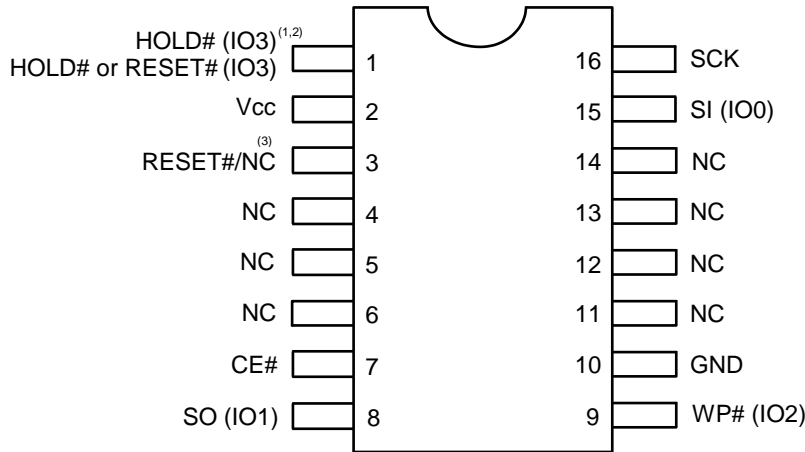 HOLD# (IO3)(1,2)
HOLD# or RESET# (IO3)
1
16
SCK
Vcc
2
15
SI (IO0)
RESET#/NC(3)
3
14
NC
NC
4
13
NC
NC
5
12
NC
NC
6
11
NC
CE#
7
10
GND
SO (IO1)
8
9
WP# (IO2)